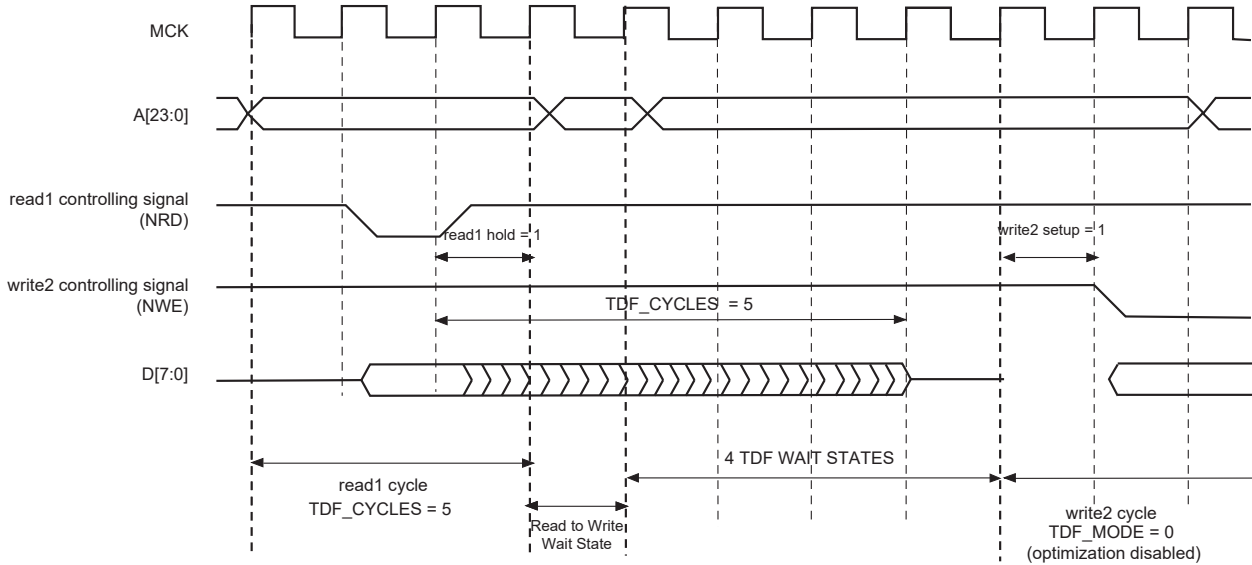 MCK
A[23:0]
read1 controlling signal
(NRD)
read1 hold = 1
write2 setup = 1
write2 controlling signal
(NWE)
TDF_CYCLES = 5
D[7:0]
4 TDF WAIT STATES
read1 cycle
TDF_CYCLES = 5
Read to Write
Wait State
write2 cycle
TDF_MODE = 0
(optimization disabled)